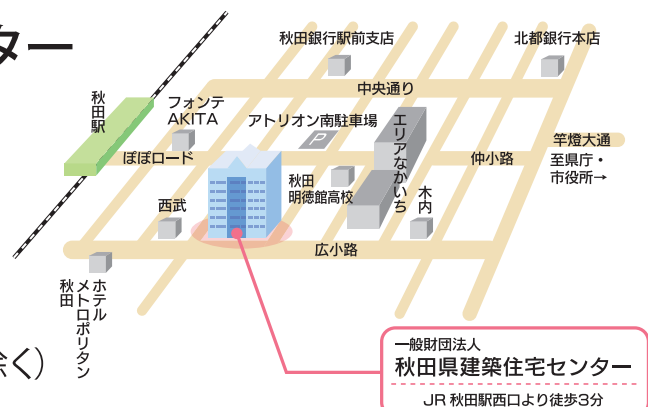 ター
秋田銀行駅前支店
北都銀行本店
中央通り
秋田駅
フォンテ
AKITA
アトリオン南駐車場
P
エリアなかいち
竿燈大通
至県庁・
市役所→
ぽぽロード
仲小路
秋田
明徳館高校
西武
木内
広小路
ホテル
メトロポリタン
秋田
除く）
一般財団法人
秋田県建築住宅センター
JR 秋田駅西口より徒歩3分